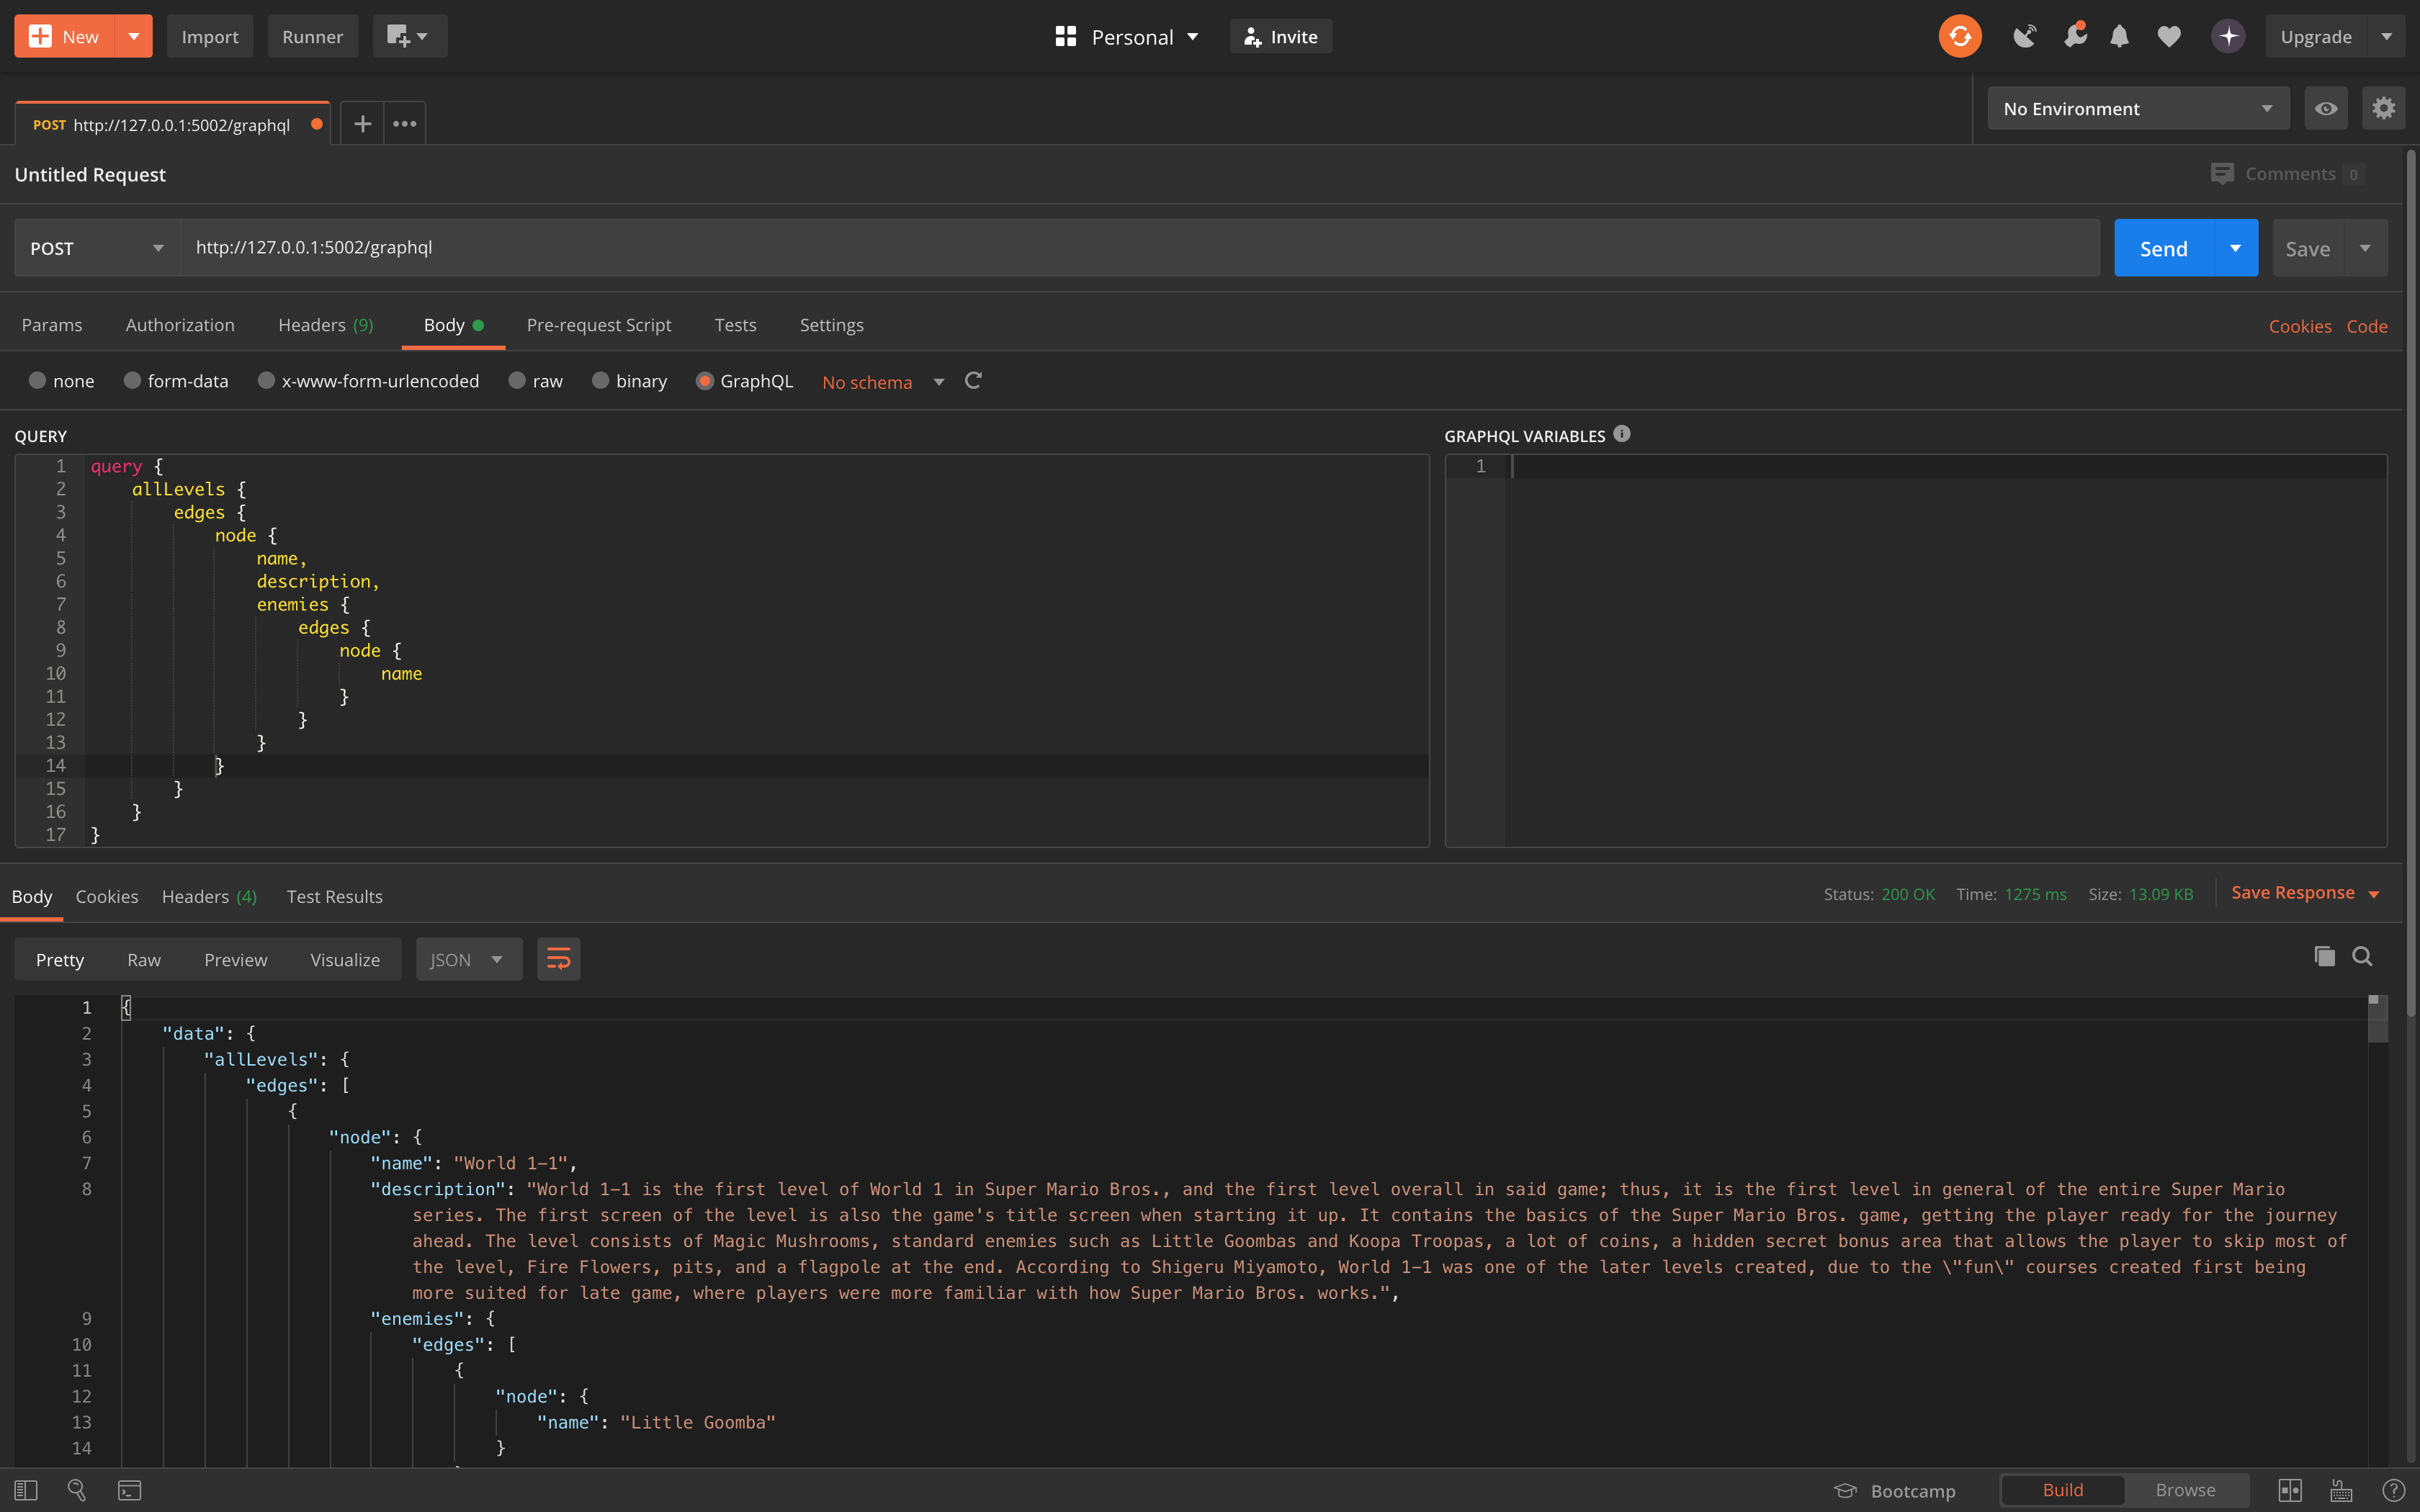 New
Import
Runner
Personal
Invite
Upgrade
POST http://127.0.0.1:5002/graphql
No Environment
Untitled Request
Comments 0
POST
http://127.0.0.1:5002/graphql
Send
Save
Params
Authorization
Headers (9)
Body
Pre-request Script
Tests
Settings
Cookies
Code
none
form-data
x-www-form-urlencoded
raw
binary
GraphQL
No schema
QUERY
1 query {
2 allLevels {
3 edges {
4 node {
5 name,
6 description,
7 enemies {
8 edges {
9 node {
10 name
11 }
12 }
13 }
14 }
15 }
16 }
17 }
GRAPHQL VARIABLES
1
Body
Cookies
Headers (4)
Test Results
Status: 200 OK
Time: 1275 ms
Size: 13.09 KB
Save Response
Pretty
Raw
Preview
Visualize
JSON
1 {
2 "data": {
3 "allLevels": {
4 "edges": [
5 {
6 "node": {
7 "name": "World 1-1",
8 "description": "World 1-1 is the first level of World 1 in Super Mario Bros., and the first level overall in said game; thus, it is the first level in general of the entire Super Mario
series. The first screen of the level is also the game's title screen when starting it up. It contains the basics of the Super Mario Bros. game, getting the player ready for the journey
ahead. The level consists of Magic Mushrooms, standard enemies such as Little Goombas and Koopa Troopas, a lot of coins, a hidden secret bonus area that allows the player to skip most of
the level, Fire Flowers, pits, and a flagpole at the end. According to Shigeru Miyamoto, World 1-1 was one of the later levels created, due to the \"fun\" courses created first being
more suited for late game, where players were more familiar with how Super Mario Bros. works.",
9 "enemies": {
10 "edges": [
11 {
12 "node": {
13 "name": "Little Goomba"
14 }
Bootcamp
Build
Browse